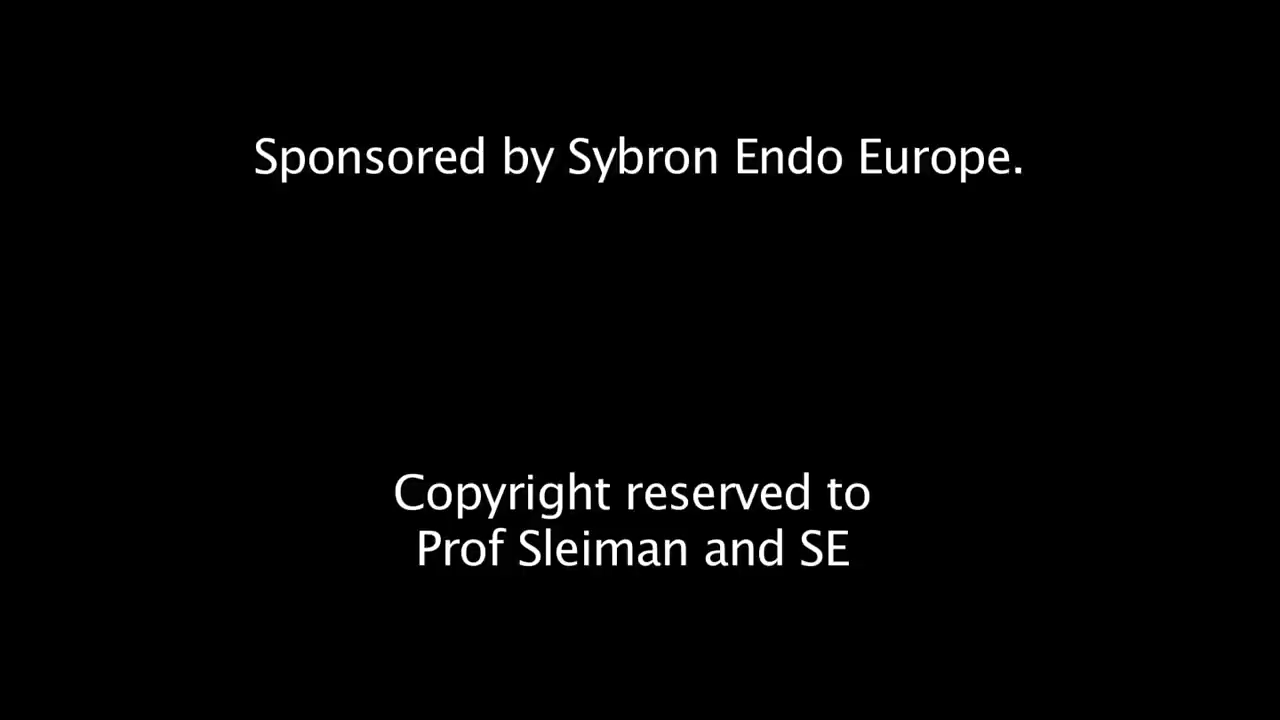 Sponsored by Sybron Endo Europe.
Copyright reserved to
Prof Sleiman and SE